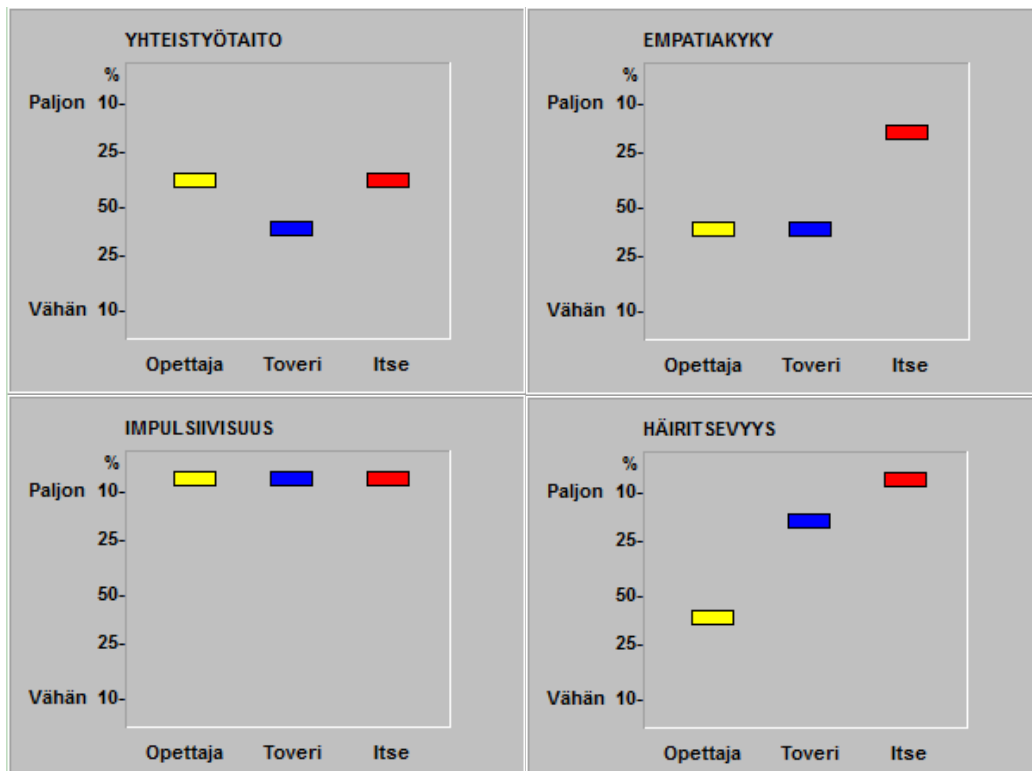 YHTEISTYÖTAITO
%
Paljon 10-
25-
50-
25-
Vähän 10-
Opettaja Toveri Itse
EMPATIAKYKY
%
Paljon 10-
25-
50-
25-
Vähän 10-
Opettaja Toveri Itse
IMPULSIIVISUUS
%
Paljon 10-
25-
50-
25-
Vähän 10-
Opettaja Toveri Itse
HÄIRITSEVYYS
%
Paljon 10-
25-
50-
25-
Vähän 10-
Opettaja Toveri Itse